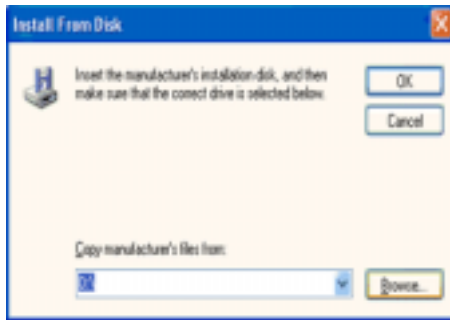 Install From Disk
Insert the manufacturer's installation disk, and then
make sure that the correct drive is selected below.
OK
Cancel
Copy manufacturer's files from:
Browse...